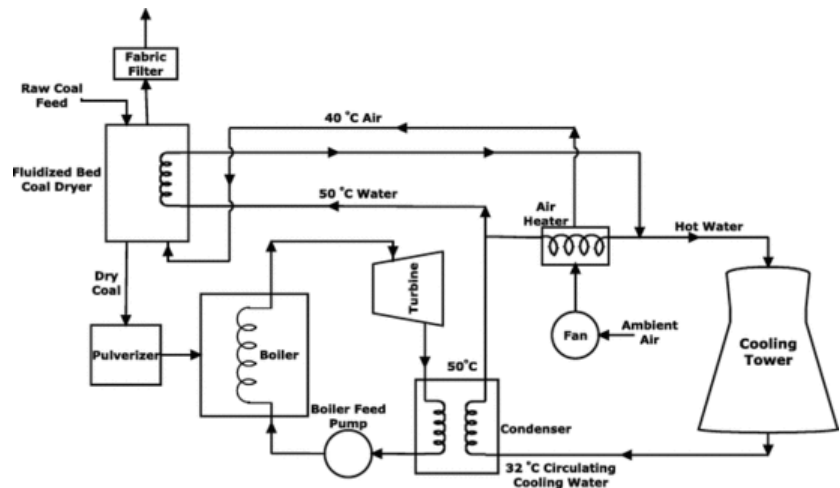 Fabric
Filter
Raw Coal
Feed
40 °C Air
Fluidized Bed
Coal Dryer
50 °C Water
Air
Heater
Hot Water
Dry
Coal
Turbine
Pulverizer
Boiler
Fan
Ambient
Air
Cooling
Tower
50°C
Boiler Feed
Pump
Condenser
32 °C Circulating
Cooling Water